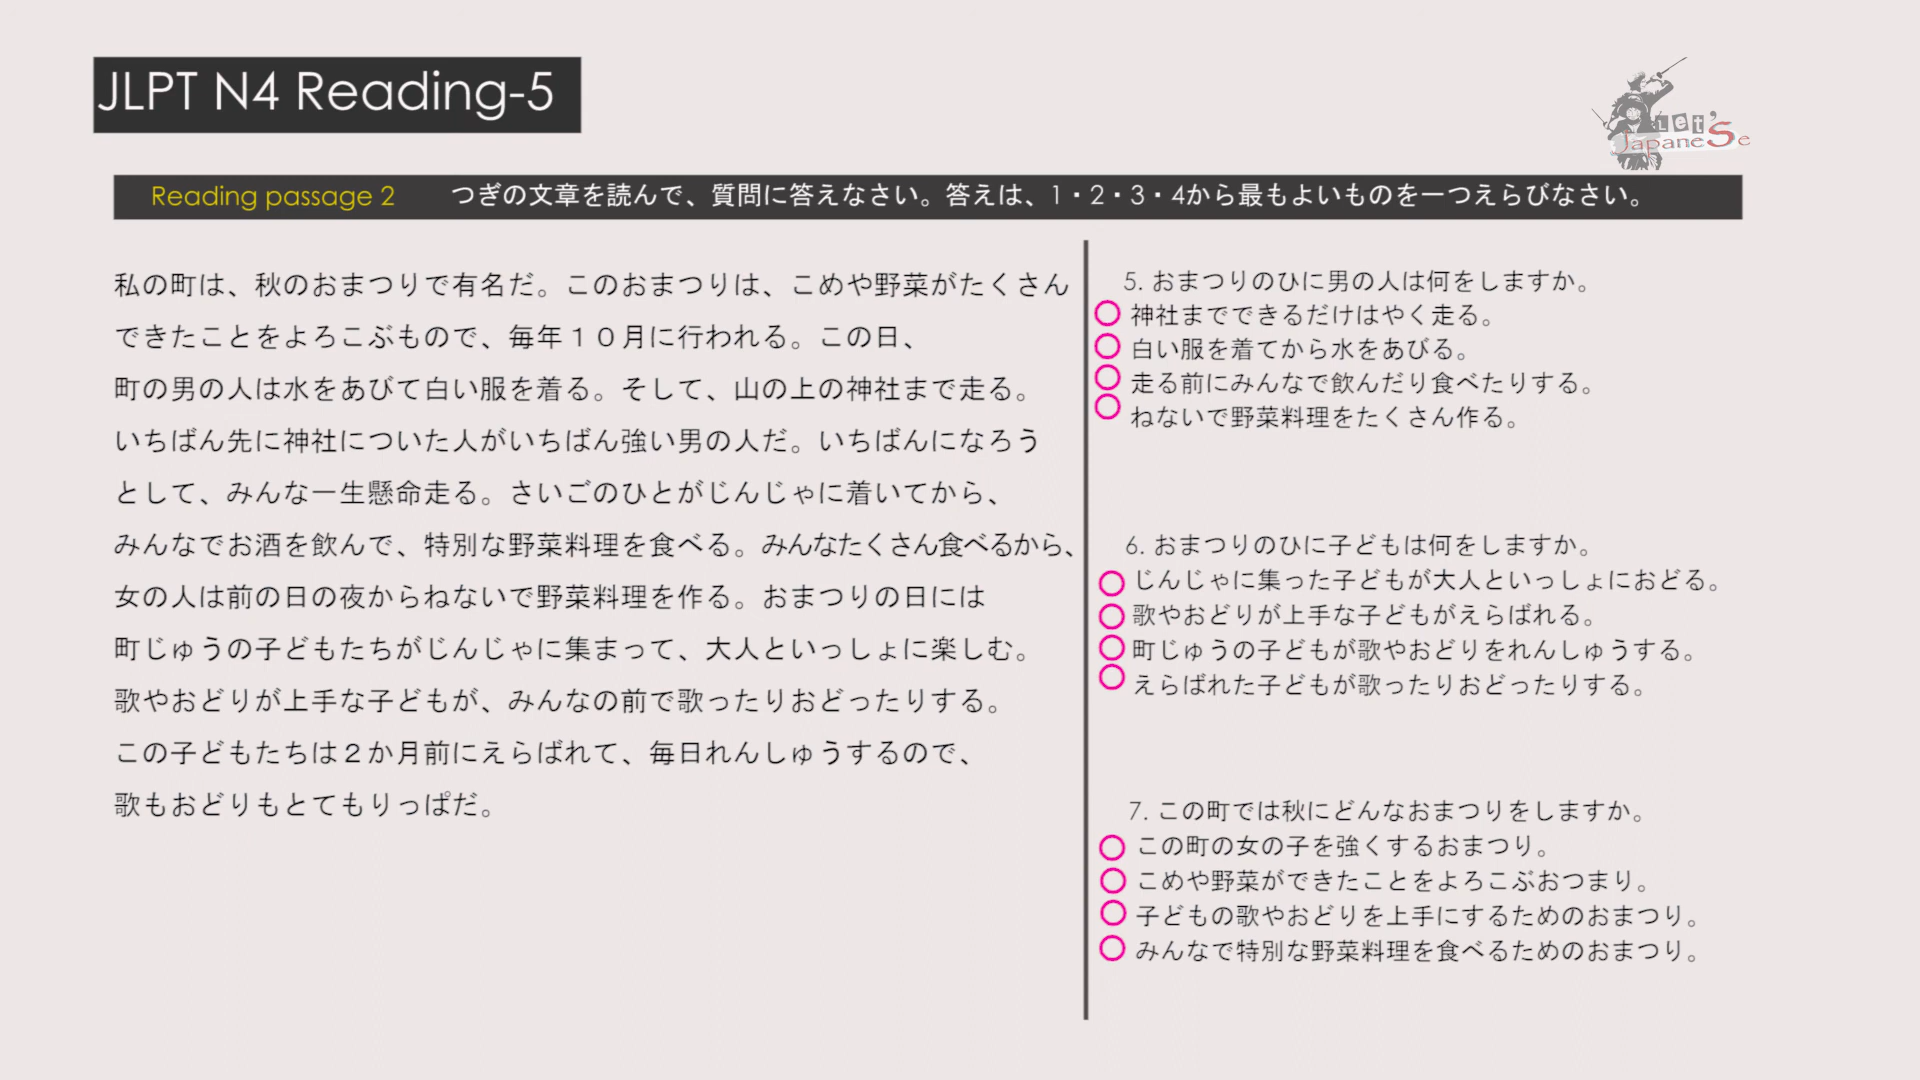 JLPT N4 Reading-5
Let's
Japanese
Reading passage 2 つぎの文章を読んで、質問に答えなさい。答えは、1・2・3・4から最もよいものを一つえらびなさい。
私の町は、秋のおまつりで有名だ。このおまつりは、こめや野菜がたくさん
できたことをよろこぶもので、毎年１０月に行われる。この日、
町の男の人は水をあびて白い服を着る。そして、山の上の神社まで走る。
いちばん先に神社についた人がいちばん強い男の人だ。いちばんになろう
として、みんな一生懸命走る。さいごのひとがじんじゃに着いてから、
みんなでお酒を飲んで、特別な野菜料理を食べる。みんなたくさん食べるから、
女の人は前の日の夜からねないで野菜料理を作る。おまつりの日には
町じゅうの子どもたちがじんじゃに集まって、大人といっしょに楽しむ。
歌やおどりが上手な子どもが、みんなの前で歌ったりおどったりする。
この子どもたちは２か月前にえらばれて、毎日れんしゅうするので、
歌もおどりもとてもりっぱだ。
5. おまつりのひに男の人は何をしますか。
神社までできるだけはやく走る。
白い服を着てから水をあびる。
走る前にみんなで飲んだり食べたりする。
ねないで野菜料理をたくさん作る。
6. おまつりのひに子どもは何をしますか。
じんじゃに集った子どもが大人といっしょにおどる。
歌やおどりが上手な子どもがえらばれる。
町じゅうの子どもが歌やおどりをれんしゅうする。
えらばれた子どもが歌ったりおどったりする。
7. この町では秋にどんなおまつりをしますか。
この町の女の子を強くするおまつり。
こめや野菜ができたことをよろこぶおつまり。
子どもの歌やおどりを上手にするためのおまつり。
みんなで特別な野菜料理を食べるためのおまつり。